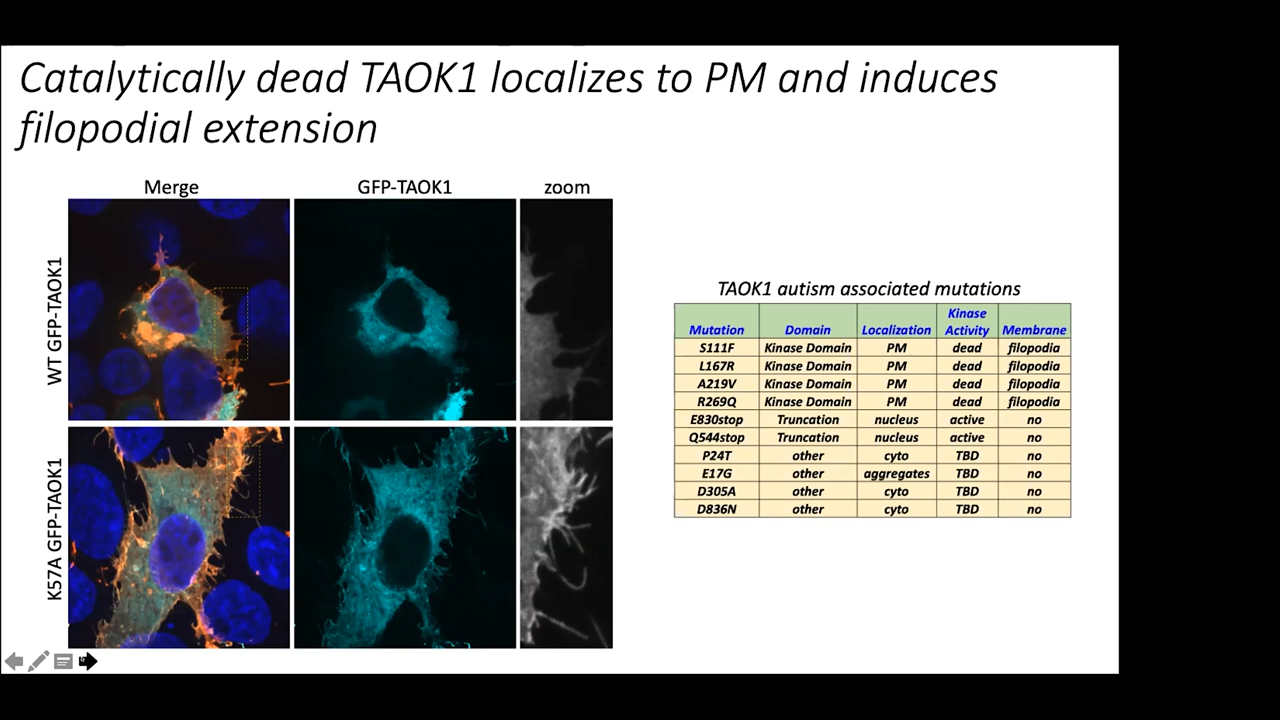 Catalytically dead TAOK1 localizes to PM and induces
filopodial extension
Merge
GFP-TAOK1
zoom
WT GFP-TAOK1
K57A GFP-TAOK1
TAOK1 autism associated mutations
Mutation Domain Localization Kinase Activity Membrane
S111F Kinase Domain PM dead filopodia
L167R Kinase Domain PM dead filopodia
A219V Kinase Domain PM dead filopodia
R269Q Kinase Domain PM dead filopodia
E830stop Truncation nucleus active no
Q544stop Truncation nucleus active no
P24T other cyto TBD no
E17G other aggregates TBD no
D305A other cyto TBD no
D836N other cyto TBD no